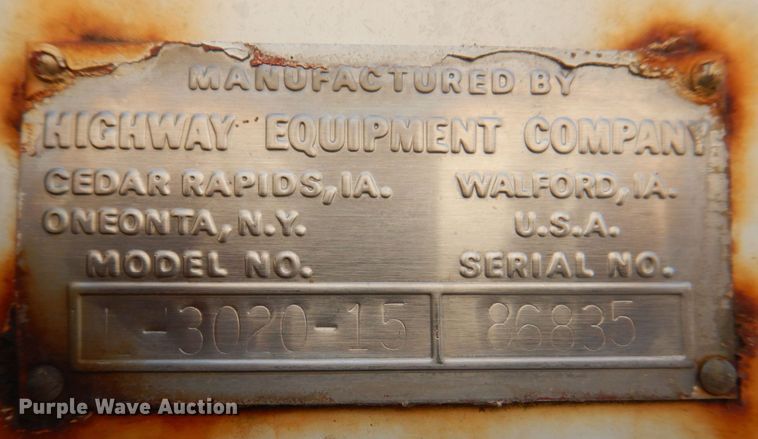 MANUFACTURED BY
HIGHWAY EQUIPMENT COMPANY
CEDAR RAPIDS, IA. WALFORD, IA.
ONEONTA, N.Y. U.S.A.
MODEL NO. SERIAL NO.
L-3020-15 86835
Purple Wave Auction